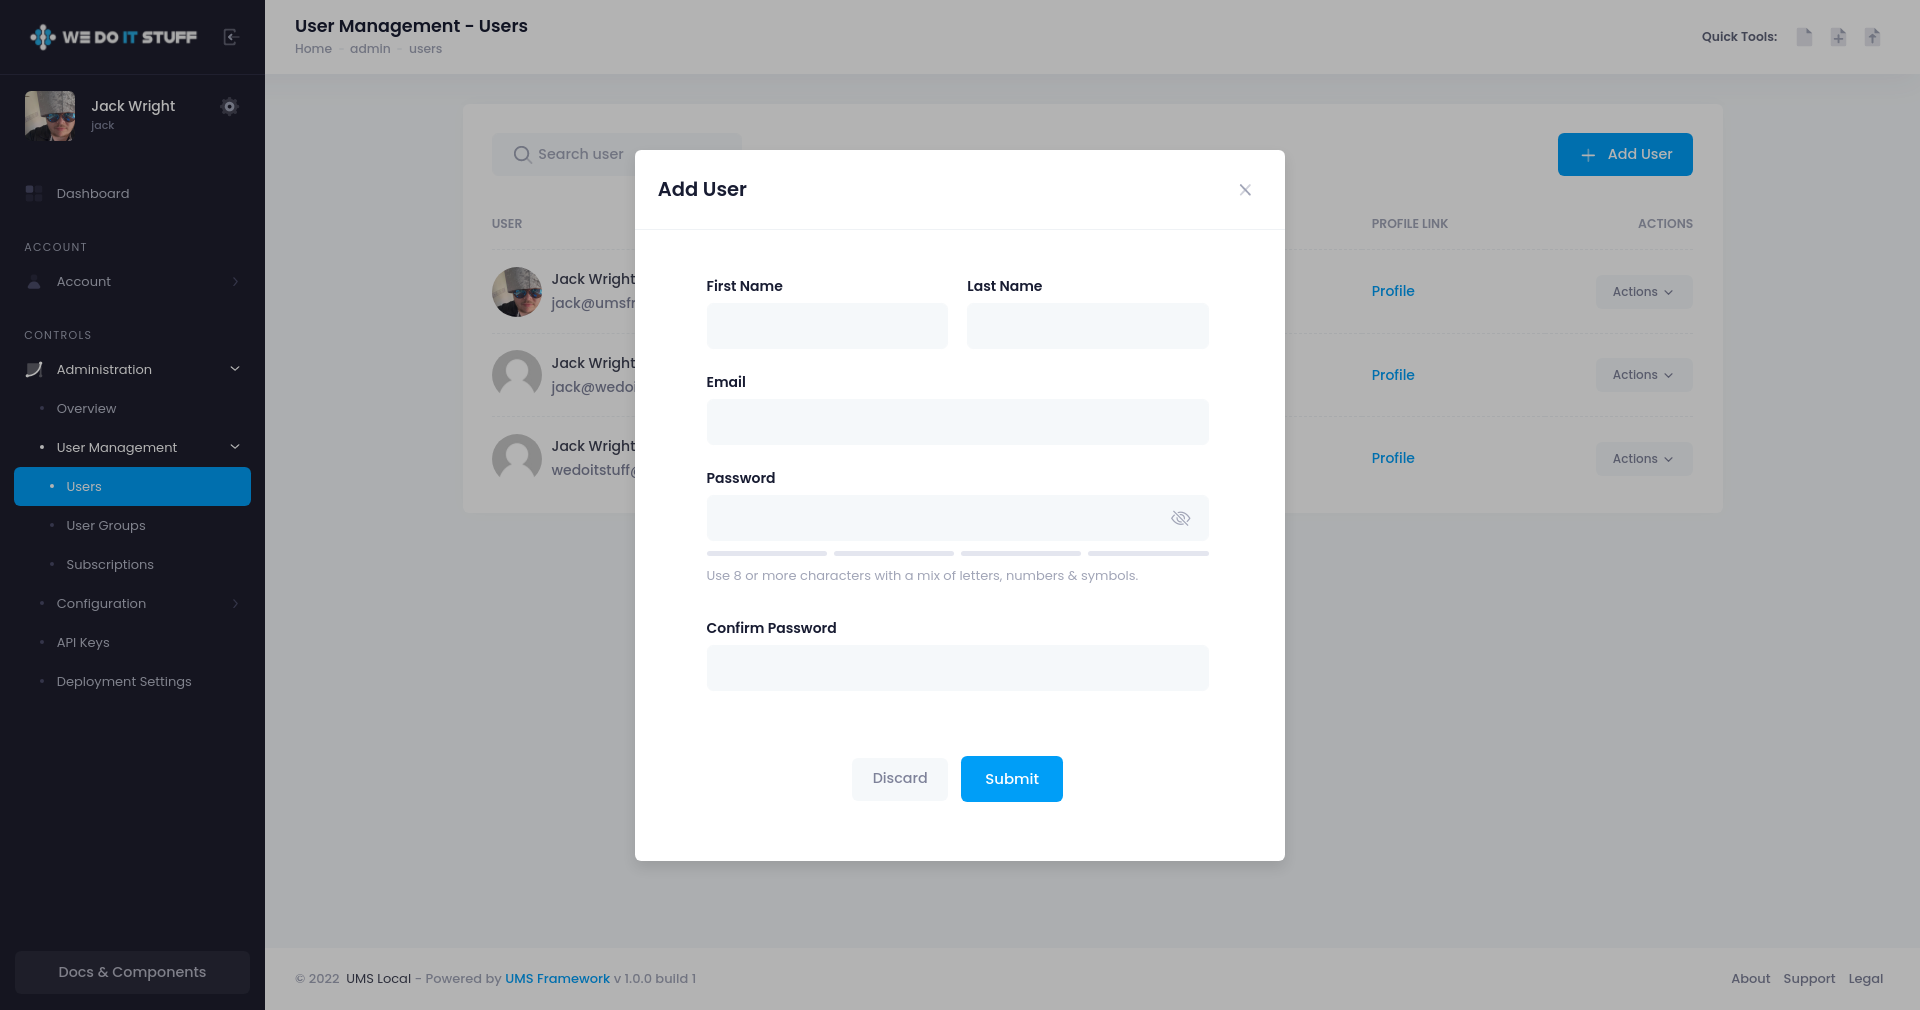 WE DO IT STUFF
Jack Wright
jack
Dashboard
ACCOUNT
Account
CONTROLS
Administration
Overview
User Management
Users
User Groups
Subscriptions
Configuration
API Keys
Deployment Settings
Docs & Components
User Management - Users
Home - admin - users
Quick Tools:
Search user
Add User
USER
PROFILE LINK
ACTIONS
Jack Wright
jack@umsfr
Profile
Actions
Jack Wright
jack@wedoi
Profile
Actions
Jack Wright
wedoitstuff@
Profile
Actions
Add User
First Name
Last Name
Email
Password
Use 8 or more characters with a mix of letters, numbers & symbols.
Confirm Password
Discard
Submit
© 2022 UMS Local - Powered by UMS Framework v 1.0.0 build 1
About Support Legal